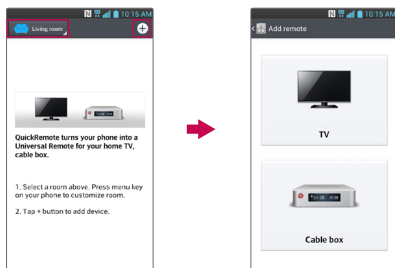 10:15 AM
Living room
QuickRemote turns your phone into a
Universal Remote for your home TV,
cable box.
1. Select a room above. Press menu key
on your phone to customize room.
2. Tap + button to add device.
10:15 AM
Add remote
TV
Cable box